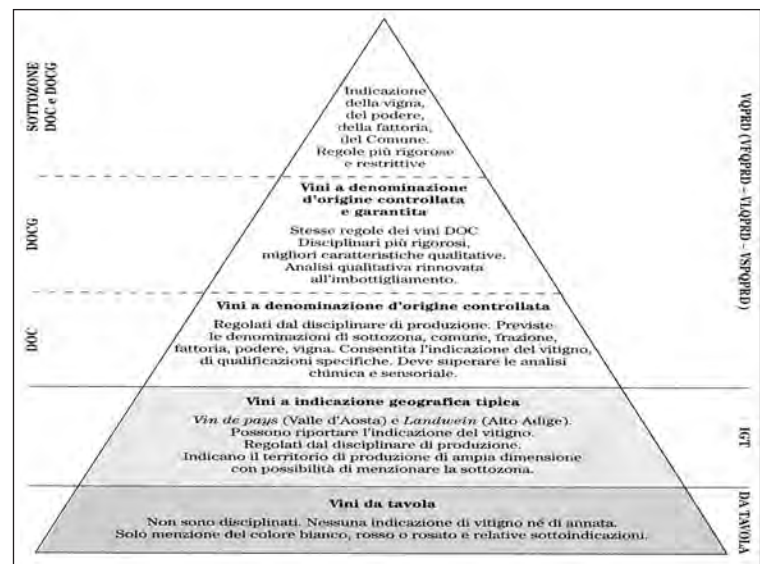 SOTTOZONE
DOC e DOCG
Indicazione
della vigna,
del podere,
della fattoria,
del Comune.
Regole più rigorose
e restrittive
DOCG
Vini a denominazione
d'origine controllata
e garantita
Stesse regole dei vini DOC
Disciplinari più rigorosi,
migliori caratteristiche qualitative.
Analisi qualitativa rinnovata
all'imbottigliamento.
DOC
Vini a denominazione d'origine controllata
Regolati dal disciplinare di produzione. Previste
le denominazioni di sottozona, comune, frazione,
fattoria, podere, vigna. Consentita l'indicazione del vitigno,
di qualificazioni specifiche. Deve superare le analisi
chimica e sensoriale.
VQPRD (VFQPRD – VLQPRD – VSPQPRD)
Vini a indicazione geografica tipica
Vin de pays (Valle d'Aosta) e Landwein (Alto Adige).
Possono riportare l'indicazione del vitigno.
Regolati dal disciplinare di produzione.
Indicano il territorio di produzione di ampia dimensione
con possibilità di menzionare la sottozona.
IGT
Vini da tavola
Non sono disciplinati. Nessuna indicazione di vitigno né di annata.
Solo menzione del colore bianco, rosso o rosato e relative sottoindicazioni.
DA TAVOLA